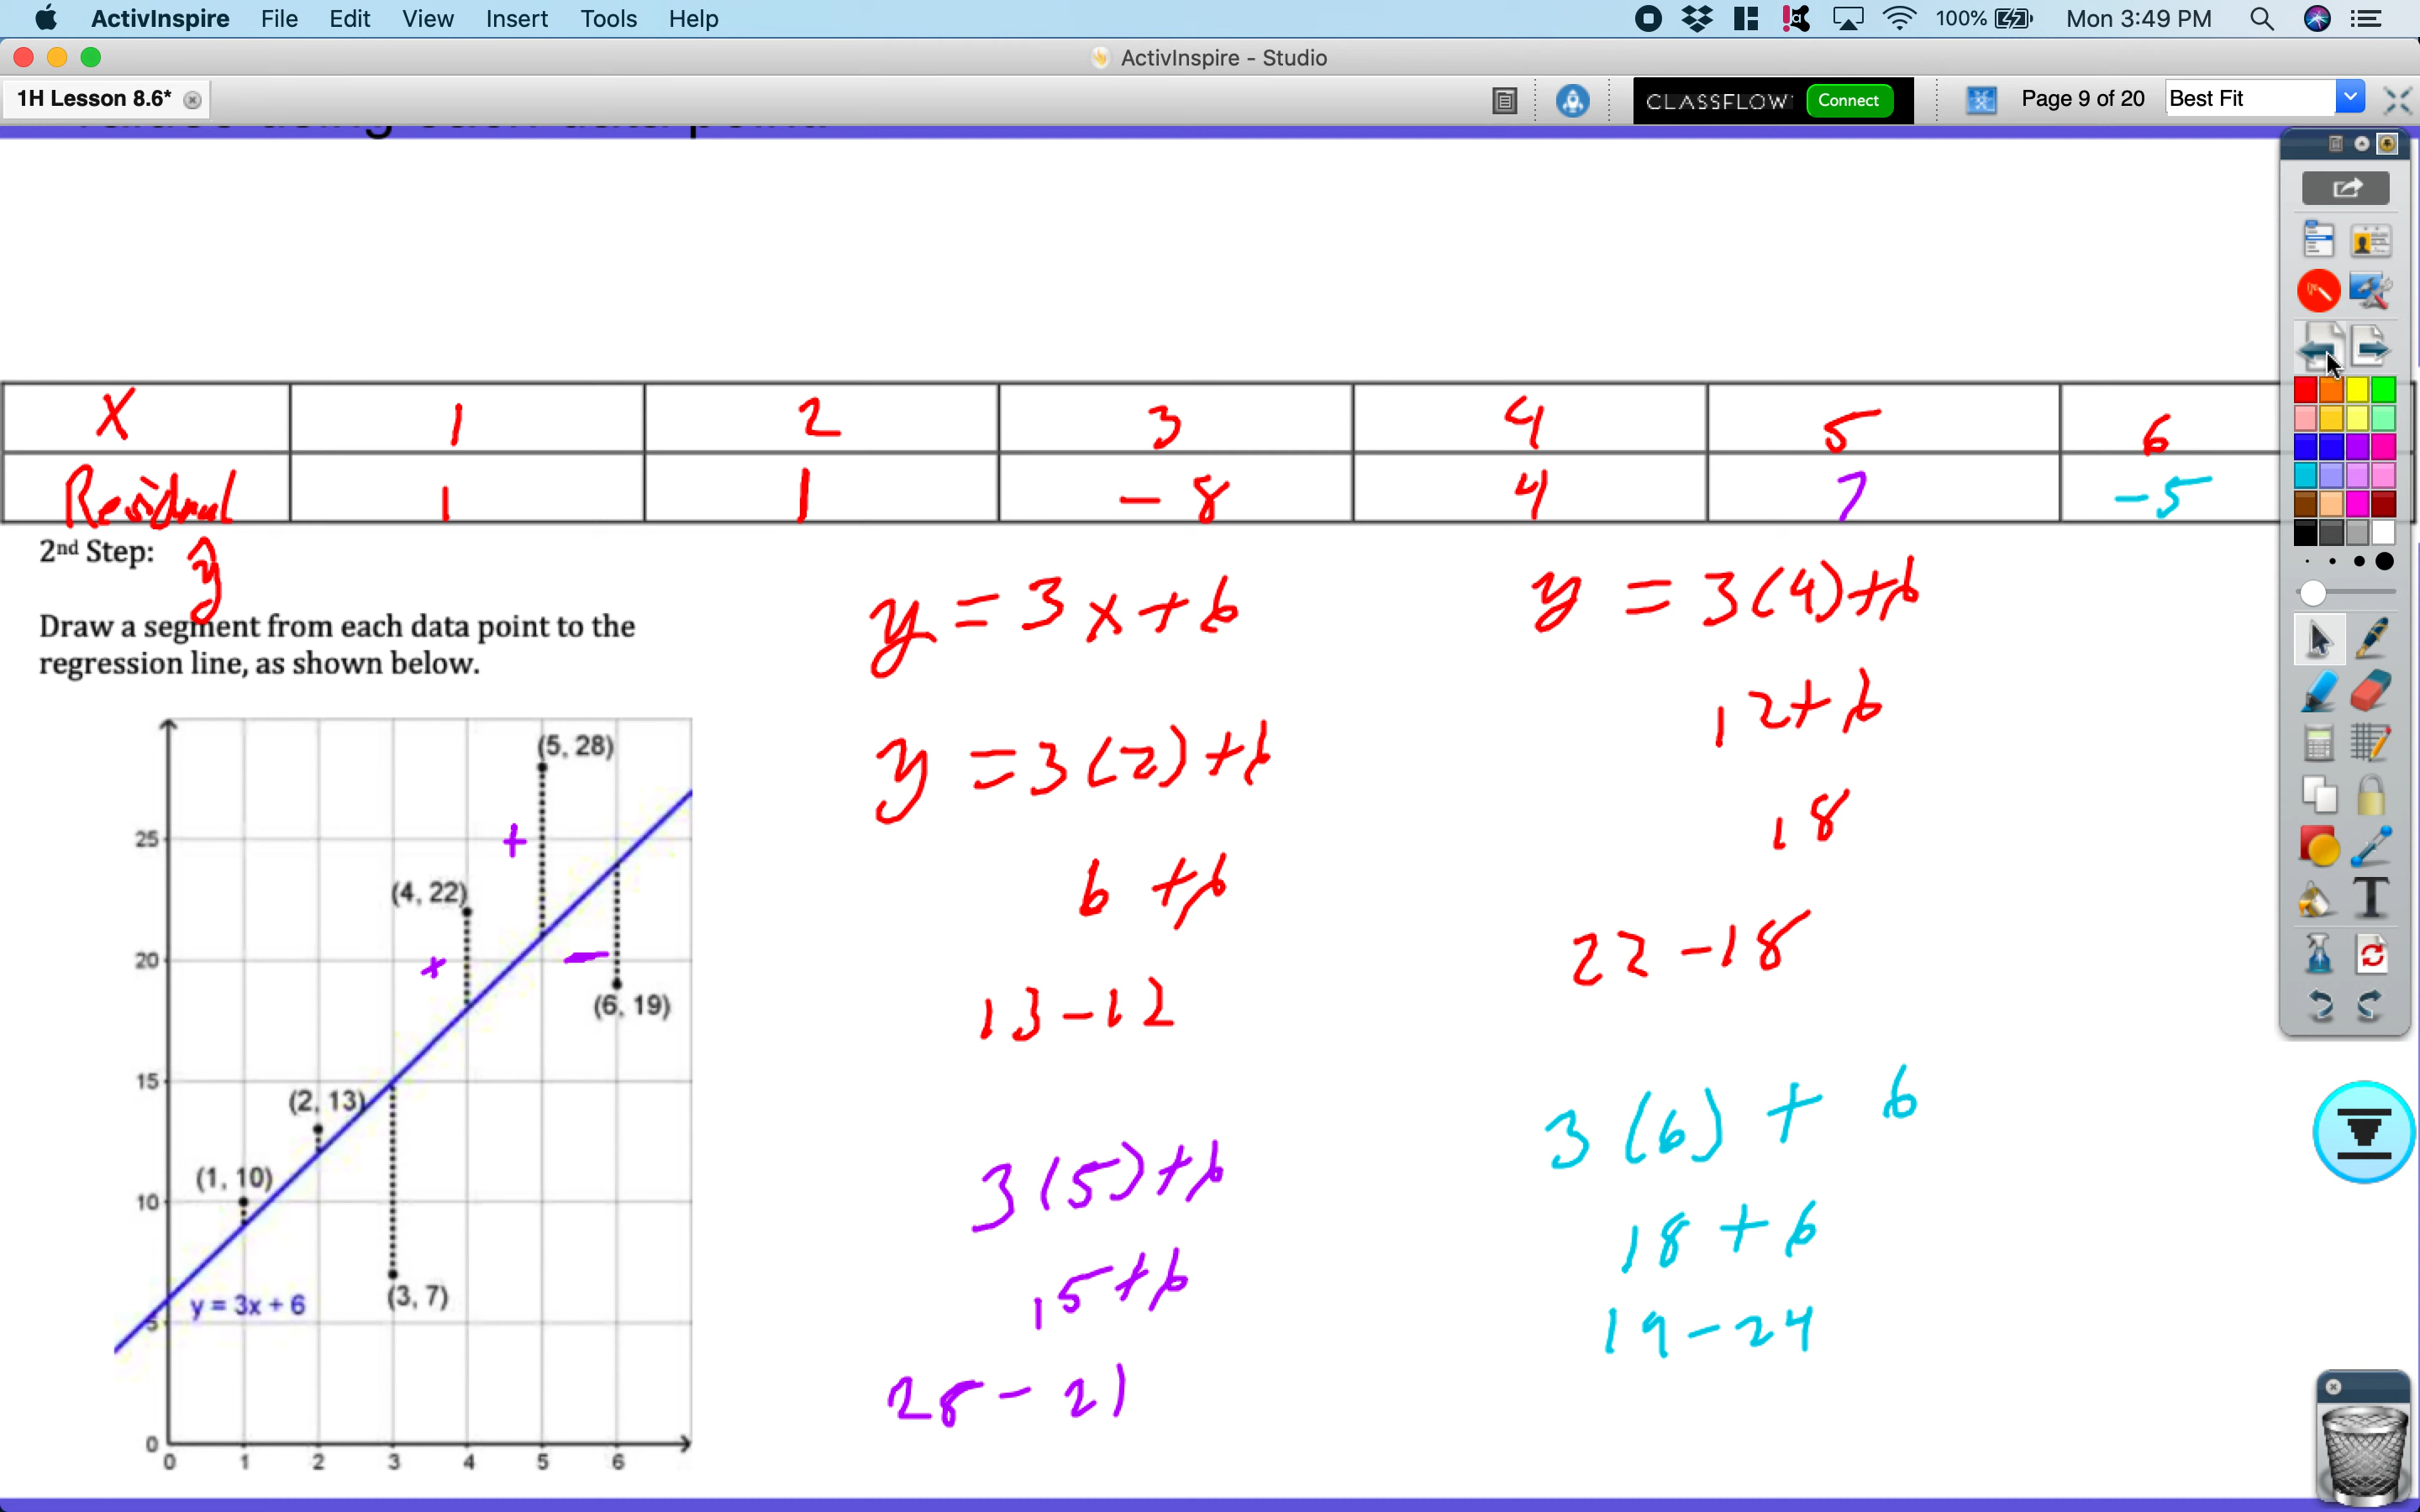 ActivInspire File Edit View Insert Tools Help 100% Mon 3:49 PM
ActivInspire - Studio
1H Lesson 8.6* CLASSFLOW Connect Page 9 of 20 Best Fit
X 1 2 3 4 5 6
Residual 1 1 -8 4 7 -5
2nd Step: ŷ
Draw a segment from each data point to the
regression line, as shown below.
(5, 28)
25
+
(4, 22)
20
+
-
(6, 19)
15
(2, 13)
(1, 10)
10
(3, 7)
y = 3x + 6
5
0
0 1 2 3 4 5 6
y = 3x+6
y = 3(2)+6
6 +6
13-12
3(5)+6
15+6
28-21
y = 3(4)+6
12+6
18
22-18
3(6) + 6
18+6
19-24
T